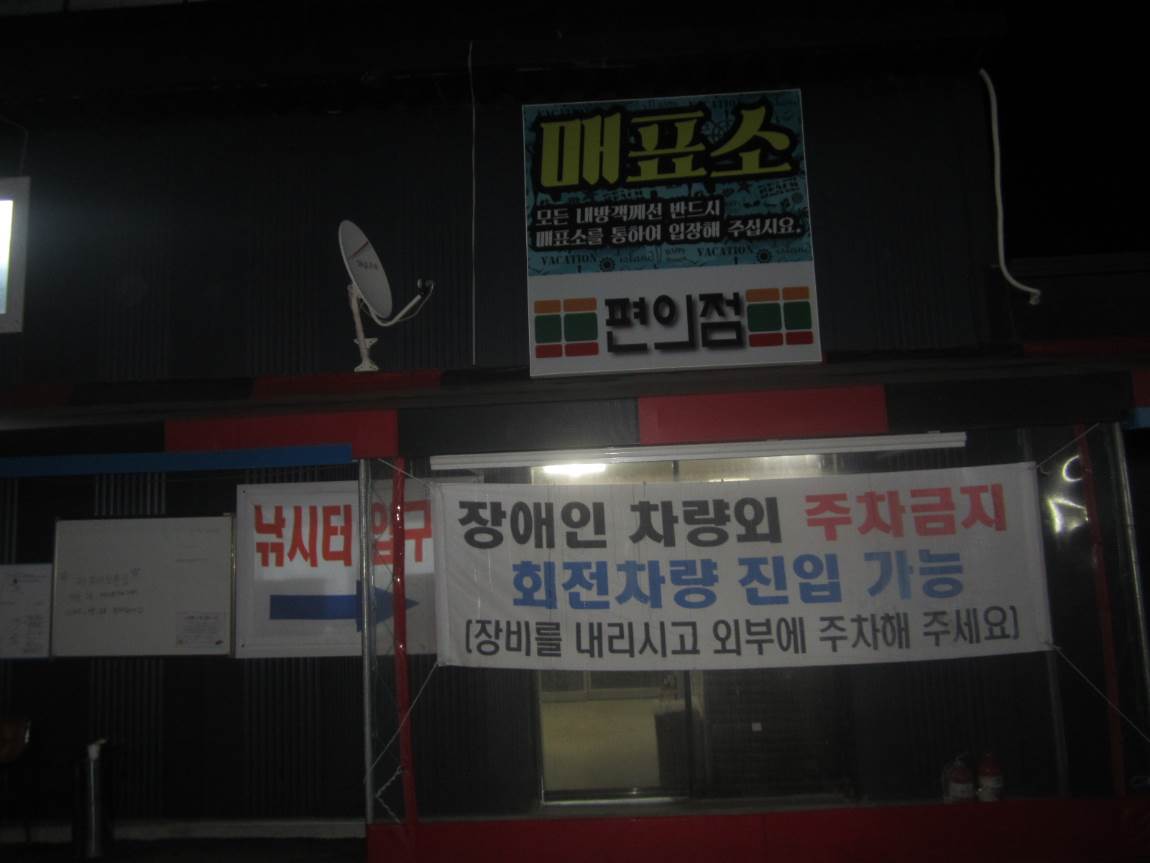 매표소
모든 내방객께선 반드시
매표소를 통하여 입장해 주십시요.
VACATION
VACATION
편의점
낚시터 입구
장애인 차량외 주차금지
회전차량 진입 가능
(장비를 내리시고 외부에 주차해 주세요)